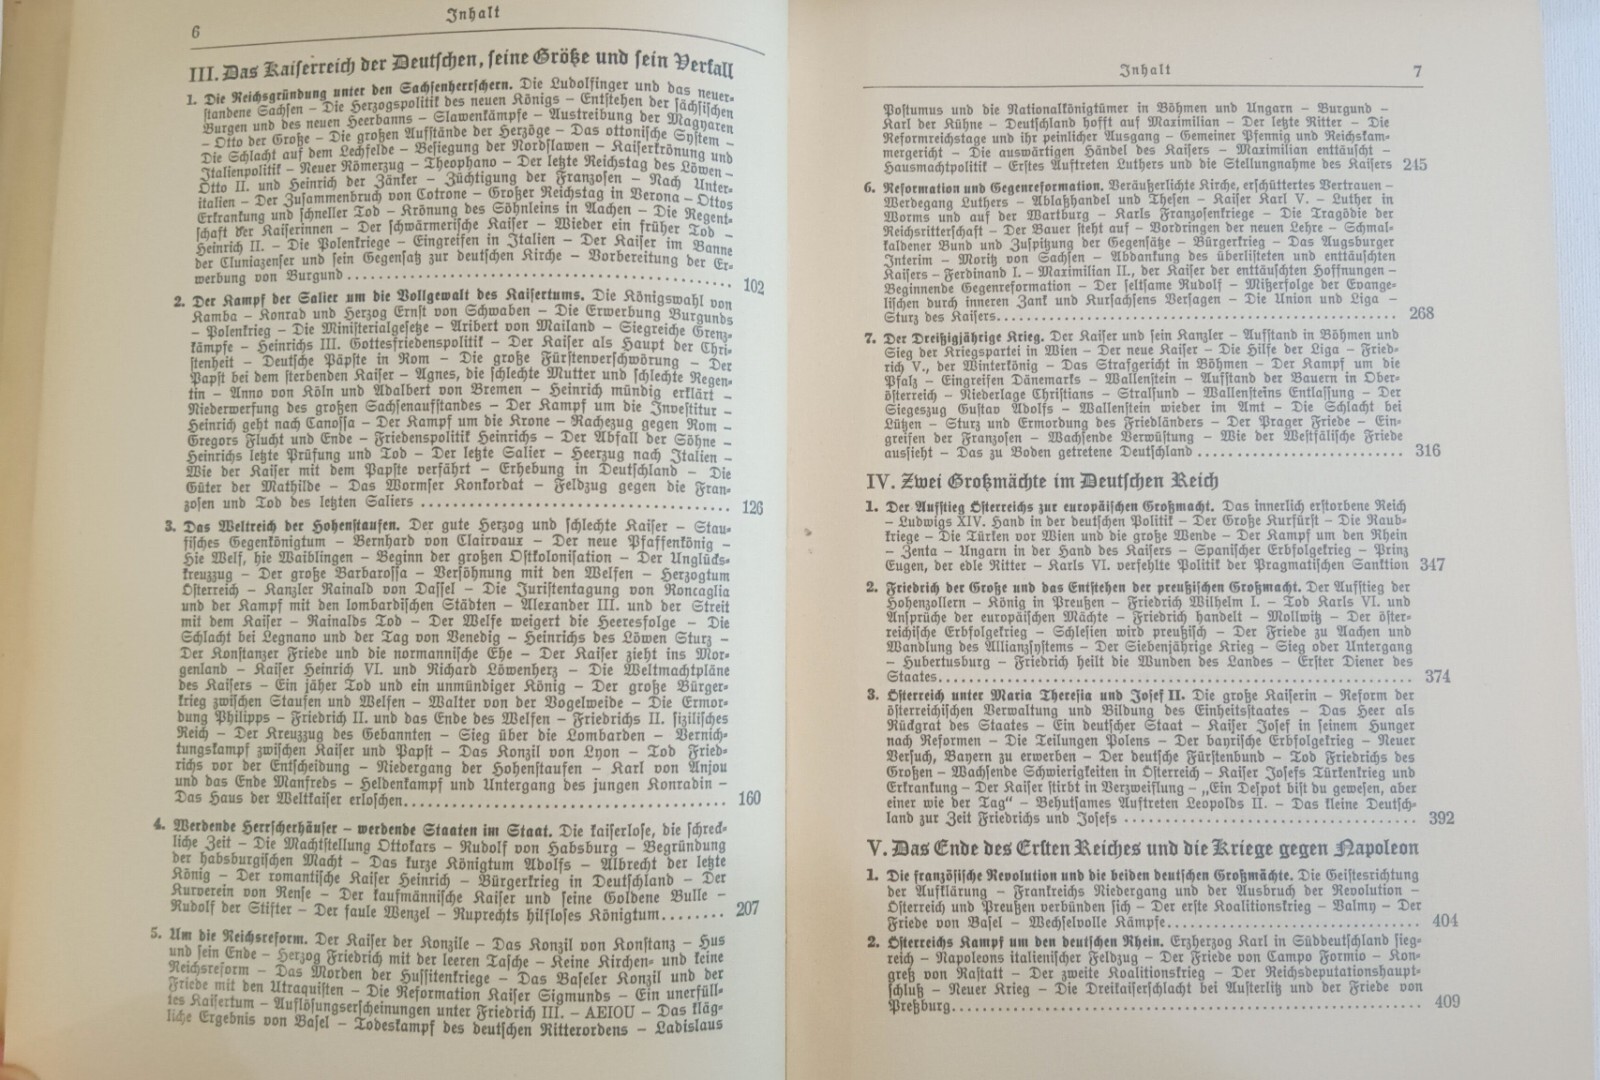 6
Inhalt
III. Das Kaiserreich der Deutschen, seine Größe und sein Verfall
1. Die Reichsgründung unter den Sachsenherrschern. Die Ludolfinger und das neuer-
standene Sachsen – Die Herzogspolitik des neuen Königs – Entstehen der sächsischen
Burgen und des neuen Heerbanns – Slawenkämpfe – Austreibung der Magyaren
– Otto der Große – Die großen Aufstände der Herzöge – Das ottonische System –
Die Schlacht auf dem Lechfelde – Besiegung der Nordslawen – Kaiserkrönung und
Italienpolitik – Neuer Römerzug – Theophano – Der letzte Reichstag des Löwen –
Otto II. und Heinrich der Zänker – Züchtigung der Franzosen – Nach Unter-
italien – Der Zusammenbruch von Cotrone – Großer Reichstag in Verona – Ottos
Erkrankung und schneller Tod – Krönung des Söhnleins in Aachen – Die Regent-
schaft der Kaiserinnen – Der schwärmerische Kaiser – Wieder ein früher Tod –
Heinrich II. – Die Polenkriege – Eingreifen in Italien – Der Kaiser im Banne
der Cluniazenser und sein Gegensatz zur deutschen Kirche – Vorbereitung der Er-
werbung von Burgund .......... 102
2. Der Kampf der Salier um die Vollgewalt des Kaisertums. Die Königswahl von
Kamba – Konrad und Herzog Ernst von Schwaben – Die Erwerbung Burgunds
– Polenkrieg – Die Ministerialgesetze – Aribert von Mailand – Siegreiche Grenz-
kämpfe – Heinrichs III. Gottesfriedenspolitik – Der Kaiser als Haupt der Chri-
stenheit – Deutsche Päpste in Rom – Die große Fürstenverschwörung – Der
Papst bei dem sterbenden Kaiser – Agnes, die schlechte Mutter und schlechte Regen-
tin – Anno von Köln und Adalbert von Bremen – Heinrich mündig erklärt –
Niederwerfung des großen Sachsenaufstandes – Der Kampf um die Investitur –
Heinrich geht nach Canossa – Der Kampf um die Krone – Rachezug gegen Rom –
Gregors Flucht und Ende – Friedenspolitik Heinrichs – Der Abfall der Söhne –
Heinrichs letzte Prüfung und Tod – Der letzte Salier – Heerzug nach Italien –
Wie der Kaiser mit dem Papste verfährt – Erhebung in Deutschland – Die
Güter der Mathilde – Das Wormser Konkordat – Feldzug gegen die Fran-
zosen und Tod des letzten Saliers .......... 126
3. Das Weltreich der Hohenstaufen. Der gute Herzog und schlechte Kaiser – Stau-
fisches Gegenkönigtum – Bernhard von Clairvaux – Der neue Pfaffenkönig –
Hie Welf, hie Waiblingen – Beginn der großen Ostkolonisation – Der Unglücks-
kreuzzug – Der große Barbarossa – Versöhnung mit den Welfen – Herzogtum
Österreich – Kanzler Rainald von Dassel – Die Juristentagung von Roncaglia
und der Kampf mit den lombardischen Städten – Alexander III. und der Streit
mit dem Kaiser – Rainalds Tod – Der Welfe weigert die Heeresfolge – Die
Schlacht bei Legnano und der Tag von Venedig – Heinrichs des Löwen Sturz –
Der Konstanzer Friede und die normannische Ehe – Der Kaiser zieht ins Mor-
genland – Kaiser Heinrich VI. und Richard Löwenherz – Die Weltmachtpläne
des Kaisers – Ein jäher Tod und ein unmündiger König – Der große Bürger-
krieg zwischen Staufen und Welfen – Walter von der Vogelweide – Die Ermor-
dung Philipps – Friedrich II. und das Ende des Welfen – Friedrichs II. sizilisches
Reich – Der Kreuzzug des Gebannten – Sieg über die Lombarden – Vernich-
tungskampf zwischen Kaiser und Papst – Das Konzil von Lyon – Tod Fried-
richs vor der Entscheidung – Niedergang der Hohenstaufen – Karl von Anjou
und das Ende Manfreds – Heldenkampf und Untergang des jungen Konradin –
Das Haus der Weltkaiser erloschen .......... 160
4. Werdende Herrscherhäuser – werdende Staaten im Staat. Die kaiserlose, die schreck-
liche Zeit – Die Machtstellung Ottokars – Rudolf von Habsburg – Begründung
der habsburgischen Macht – Das kurze Königtum Adolfs – Albrecht der letzte
König – Der romantische Kaiser Heinrich – Bürgerkrieg in Deutschland – Der
Kurverein von Rense – Der kaufmännische Kaiser und seine Goldene Bulle –
Rudolf der Stifter – Der faule Wenzel – Ruprechts hilfloses Königtum ........ 207
5. Um die Reichsreform. Der Kaiser der Konzile – Das Konzil von Konstanz – Hus
und sein Ende – Herzog Friedrich mit der leeren Tasche – Keine Kirchen- und keine
Reichsreform – Das Morden der Hussitenkriege – Das Baseler Konzil und der
Friede mit den Utraquisten – Die Reformation Kaiser Sigmunds – Ein unerfüll-
tes Kaisertum – Auflösungserscheinungen unter Friedrich III. – AEIOU – Das kläg-
liche Ergebnis von Basel – Todeskampf des deutschen Ritterordens – Ladislaus
Inhalt
7
Postumus und die Nationalkönigtümer in Böhmen und Ungarn – Burgund –
Karl der Kühne – Deutschland hofft auf Maximilian – Der letzte Ritter – Die
Reformreichstage und ihr peinlicher Ausgang – Gemeiner Pfennig und Reichskam-
mergericht – Die auswärtigen Händel des Kaisers – Maximilian enttäuscht –
Hausmachtpolitik – Erstes Auftreten Luthers und die Stellungnahme des Kaisers 245
6. Reformation und Gegenreformation. Veräußerlichte Kirche, erschüttertes Vertrauen –
Werdegang Luthers – Ablaßhandel und Thesen – Kaiser Karl V. – Luther in
Worms und auf der Wartburg – Karls Franzosenkriege – Die Tragödie der
Reichsritterschaft – Der Bauer steht auf – Vordringen der neuen Lehre – Schmal-
kaldener Bund und Zuspitzung der Gegensätze – Bürgerkrieg – Das Augsburger
Interim – Moritz von Sachsen – Abdankung des überlisteten und enttäuschten
Kaisers – Ferdinand I. – Maximilian II., der Kaiser der enttäuschten Hoffnungen –
Beginnende Gegenreformation – Der seltsame Rudolf – Mißerfolge der Evange-
lischen durch inneren Zank und Kursachsens Versagen – Die Union und Liga –
Sturz des Kaisers .......... 268
7. Der Dreißigjährige Krieg. Der Kaiser und sein Kanzler – Aufstand in Böhmen und
Sieg der Kriegspartei in Wien – Der neue Kaiser – Die Hilfe der Liga – Fried-
rich V., der Winterkönig – Das Strafgericht in Böhmen – Der Kampf um die
Pfalz – Eingreifen Dänemarks – Wallenstein – Aufstand der Bauern in Ober-
österreich – Niederlage Christians – Stralsund – Wallensteins Entlassung – Der
Siegeszug Gustav Adolfs – Wallenstein wieder im Amt – Die Schlacht bei
Lützen – Sturz und Ermordung des Friedländers – Der Prager Friede – Ein-
greifen der Franzosen – Wachsende Verwüstung – Wie der Westfälische Friede
aussieht – Das zu Boden getretene Deutschland .......... 316
IV. Zwei Großmächte im Deutschen Reich
1. Der Aufstieg Österreichs zur europäischen Großmacht. Das innerlich erstorbene Reich
– Ludwigs XIV. Hand in der deutschen Politik – Der Große Kurfürst – Die Raub-
kriege – Die Türken vor Wien und die große Wende – Der Kampf um den Rhein
– Zenta – Ungarn in der Hand des Kaisers – Spanischer Erbfolgekrieg – Prinz
Eugen, der edle Ritter – Karls VI. verfehlte Politik der Pragmatischen Sanktion 347
2. Friedrich der Große und das Entstehen der preußischen Großmacht. Der Aufstieg der
Hohenzollern – König in Preußen – Friedrich Wilhelm I. – Tod Karls VI. und
Ansprüche der europäischen Mächte – Friedrich handelt – Mollwitz – Der öster-
reichische Erbfolgekrieg – Schlesien wird preußisch – Der Friede zu Aachen und
Wandlung des Allianzsystems – Der Siebenjährige Krieg – Sieg oder Untergang
– Hubertusburg – Friedrich heilt die Wunden des Landes – Erster Diener des
Staates .......... 374
3. Österreich unter Maria Theresia und Josef II. Die große Kaiserin – Reform der
österreichischen Verwaltung und Bildung des Einheitsstaates – Das Heer als
Rückgrat des Staates – Ein deutscher Staat – Kaiser Josef in seinem Hunger
nach Reformen – Die Teilungen Polens – Der bayrische Erbfolgekrieg – Neuer
Versuch, Bayern zu erwerben – Der deutsche Fürstenbund – Tod Friedrichs des
Großen – Wachsende Schwierigkeiten in Österreich – Kaiser Josefs Türkenkrieg und
Erkrankung – Der Kaiser stirbt in Verzweiflung – „Ein Despot bist du gewesen, aber
einer wie der Tag“ – Behutsames Auftreten Leopolds II. – Das kleine Deutsch-
land zur Zeit Friedrichs und Josefs .......... 392
V. Das Ende des Ersten Reiches und die Kriege gegen Napoleon
1. Die französische Revolution und die beiden deutschen Großmächte. Die Geistesrichtung
der Aufklärung – Frankreichs Niedergang und der Ausbruch der Revolution –
Österreich und Preußen verbünden sich – Der erste Koalitionskrieg – Valmy – Der
Friede von Basel – Wechselvolle Kämpfe .......... 404
2. Österreichs Kampf um den deutschen Rhein. Erzherzog Karl in Süddeutschland sieg-
reich – Napoleons italienischer Feldzug – Der Friede von Campo Formio – Kon-
greß von Rastatt – Der zweite Koalitionskrieg – Der Reichsdeputationshaupt-
schluß – Neuer Krieg – Die Dreikaiserschlacht bei Austerlitz und der Friede von
Preßburg .......... 409